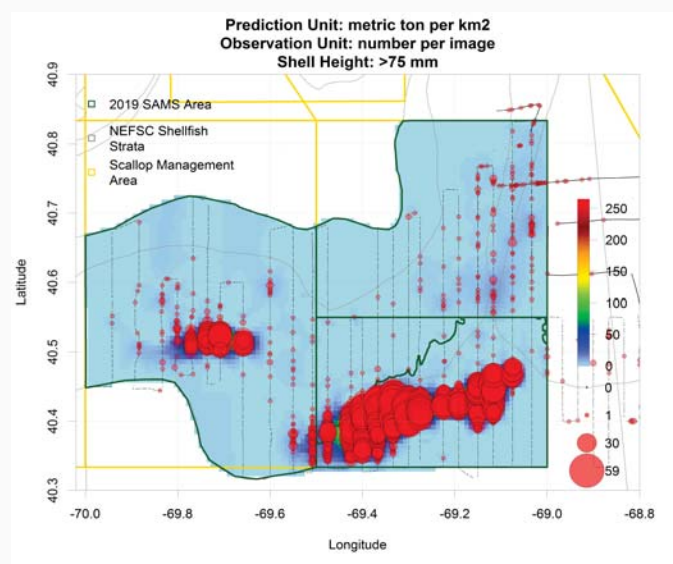 Prediction Unit: metric ton per km2
Observation Unit: number per image
Shell Height: >75 mm
2019 SAMS Area
NEFSC Shellfish
Strata
Scallop Management
Area
Latitude
40.9
40.8
40.7
40.6
40.5
40.4
40.3
250
200
150
100
50
0
0
1
30
59
-70.0 -69.8 -69.6 -69.4 -69.2 -69.0 -68.8
Longitude